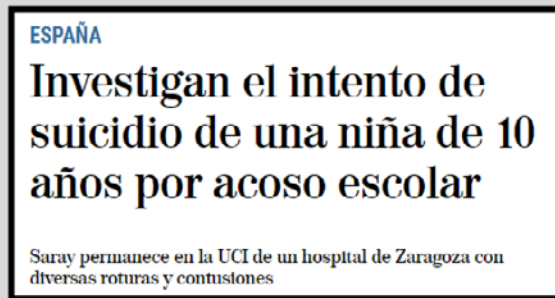 ESPAÑA
Investigan el intento de
suicidio de una niña de 10
años por acoso escolar
Saray permanece en la UCI de un hospital de Zaragoza con
diversas roturas y contusiones